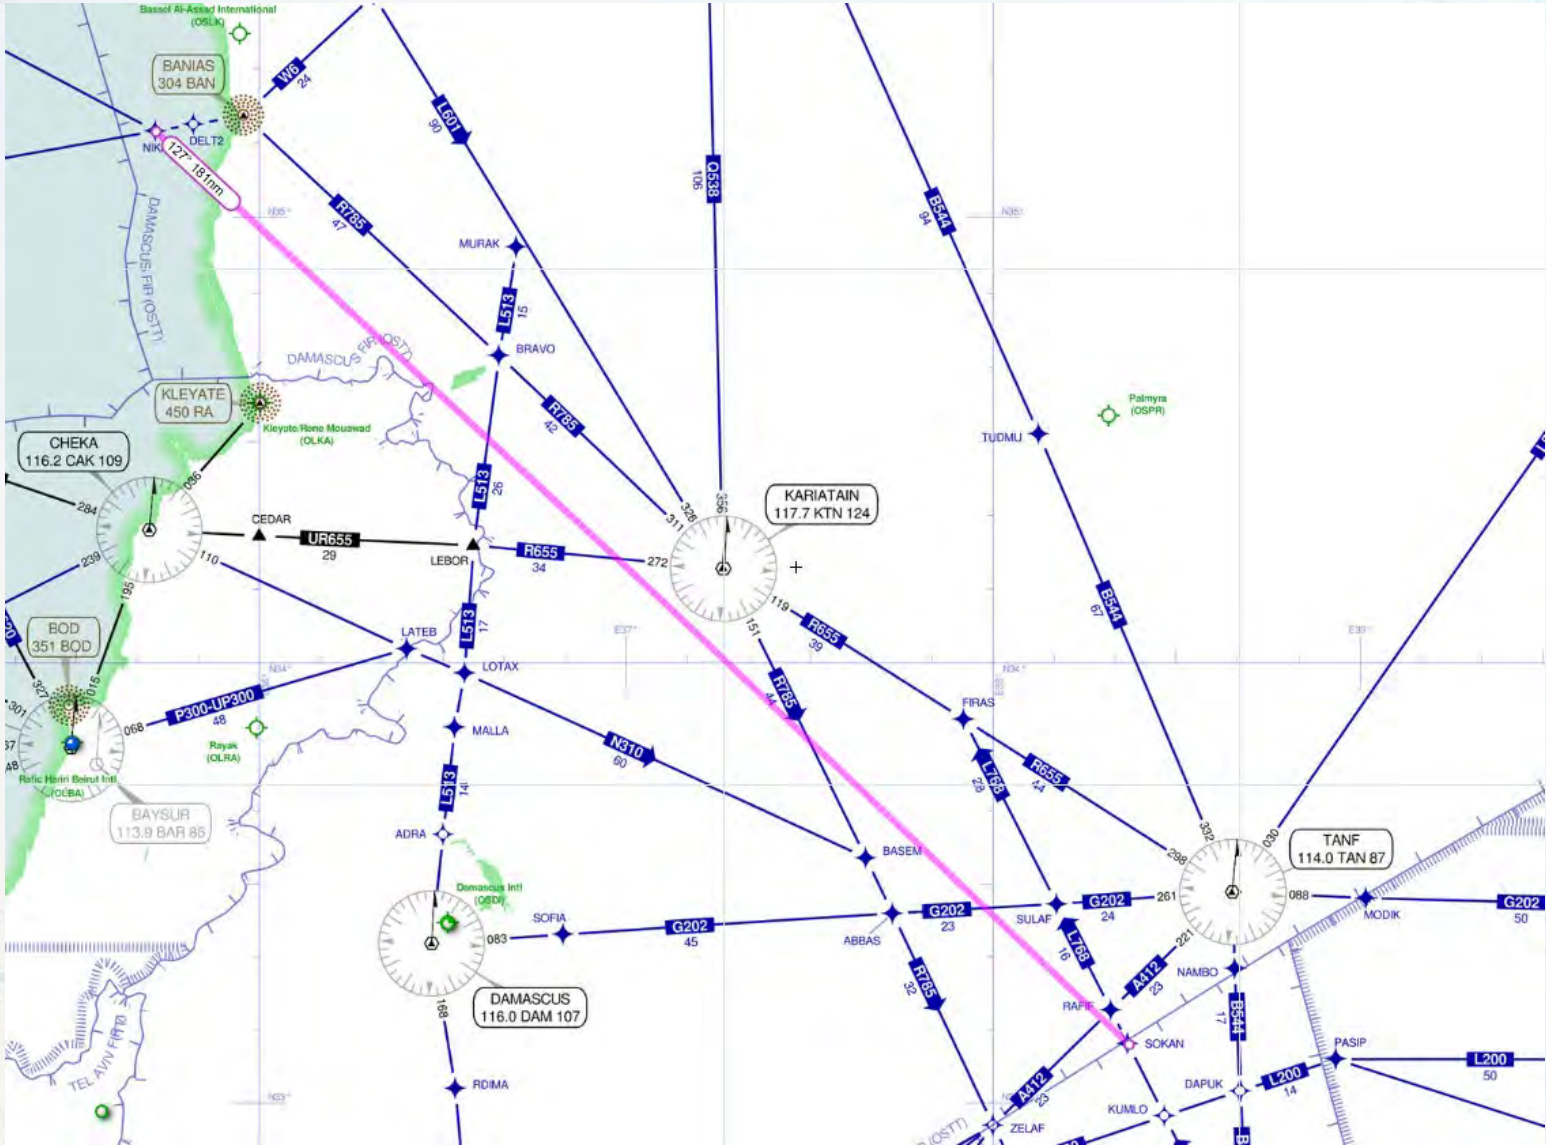 Bassel Al-Assad International
(OSLK)
BANIAS
304 BAN
W6
24
L601
90
Q538
106
B544
94
DELT2
127° 181nm
R785
47
N35°
N35°
DAMASCUS FIR (OSTT)
MURAK
L513
15
BRAVO
DAMASCUS FIR (OSTT)
KLEYATE
450 RA
Kleyate/Rene Mouawad
(OLKA)
R785
42
Palmyra
(OSPR)
TUDMU
CHEKA
116.2 CAK 109
036
284
239
195
110
CEDAR
UR655
29
LEBOR
L513
26
R655
34
272
311
326
356
KARIATAIN
117.7 KTN 124
119
151
R655
39
B544
67
BOD
351 BOD
327
015
301
068
LATEB
L513
17
LOTAX
E37°
E39°
N34°
N34°
P300-UP300
48
Rayak
(OLRA)
MALLA
N310
60
R785
44
FIRAS
L768
28
R655
44
Rafic Hariri Beirut Intl
(OLBA)
BAYSUR
113.9 BAR 86
L513
14
ADRA
BASEM
332
030
298
TANF
114.0 TAN 87
Damascus Intl
(OSDI)
083
SOFIA
G202
45
ABBAS
G202
23
SULAF
G202
24
261
088
MODIK
G202
50
221
DAMASCUS
116.0 DAM 107
168
R785
32
L768
16
A412
23
NAMBO
RAFIF
SOKAN
B544
17
PASIP
L200
50
TEL AVIV FIR
RDIMA
N33°
A412
23
DAPUK
L200
14
KUMLO
ZELAF
(OSTT)